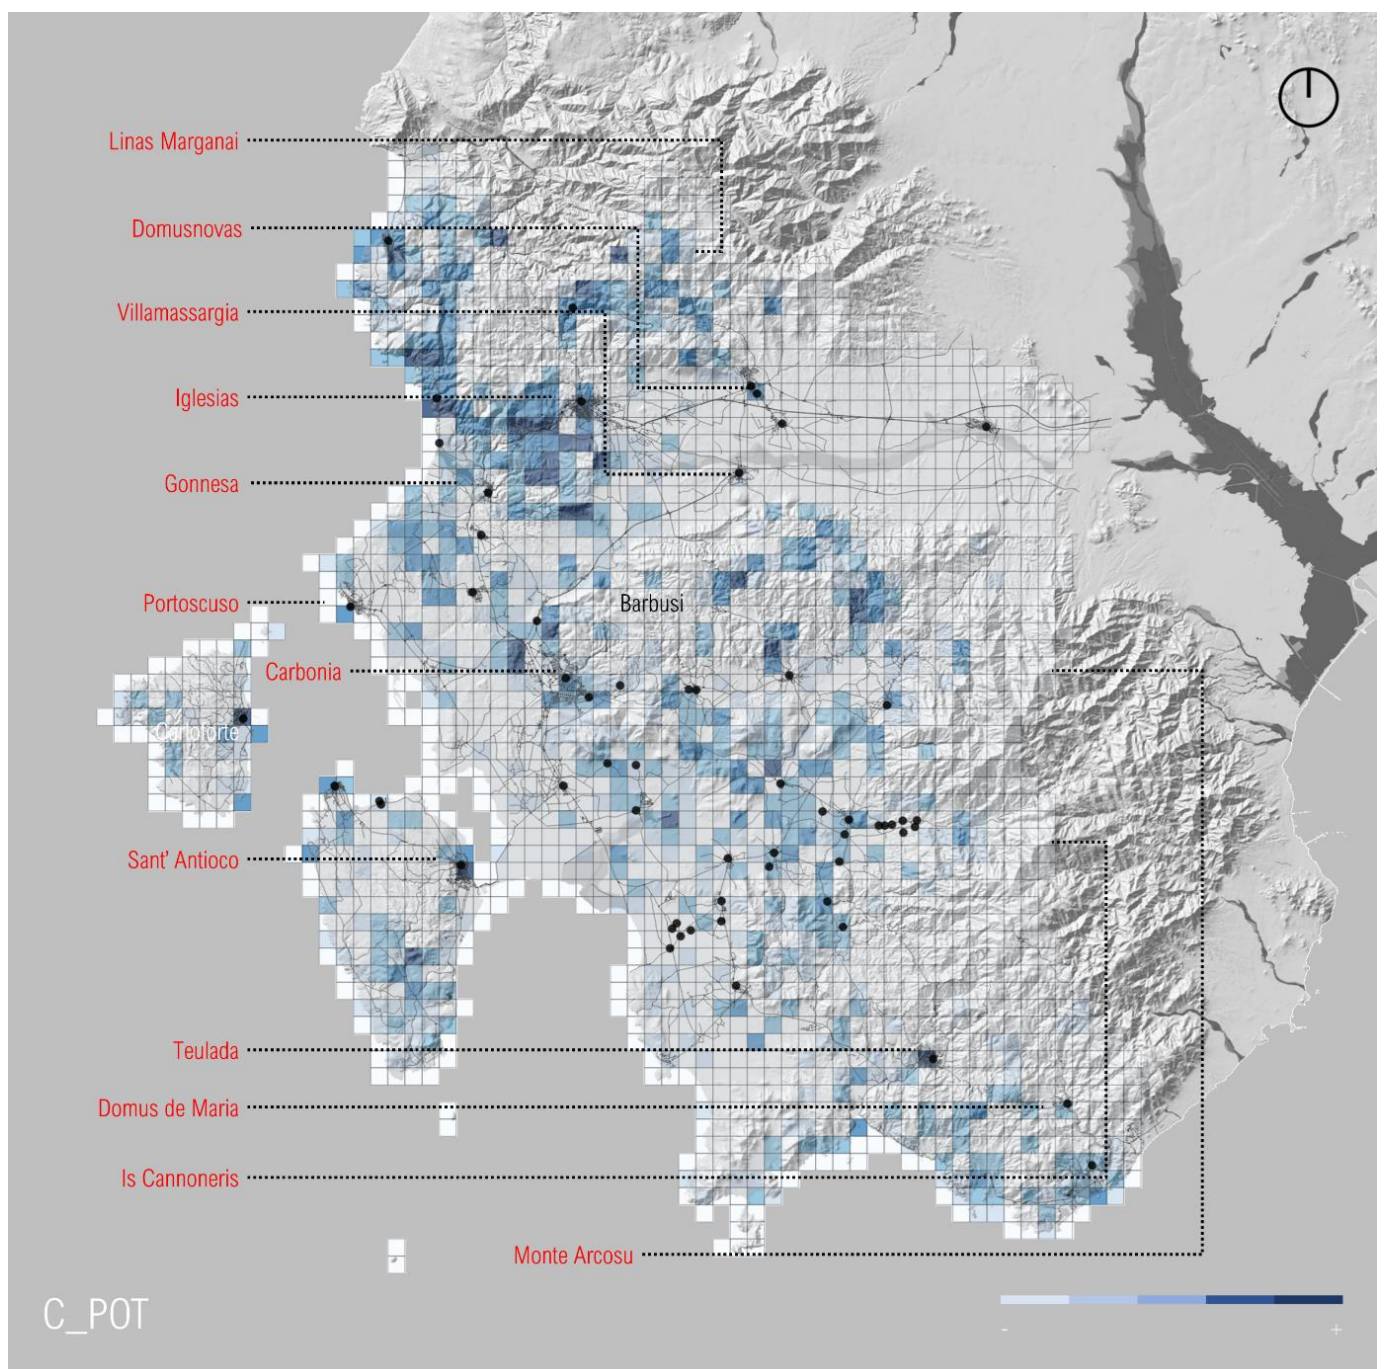 Linas Marganai
Domusnovas
Villamassargia
Iglesias
Gonnesa
Portoscuso
Barbusi
Carbonia
Carloforte
Sant' Antioco
Teulada
Domus de Maria
Is Cannoneris
Monte Arcosu
C_POT
- +